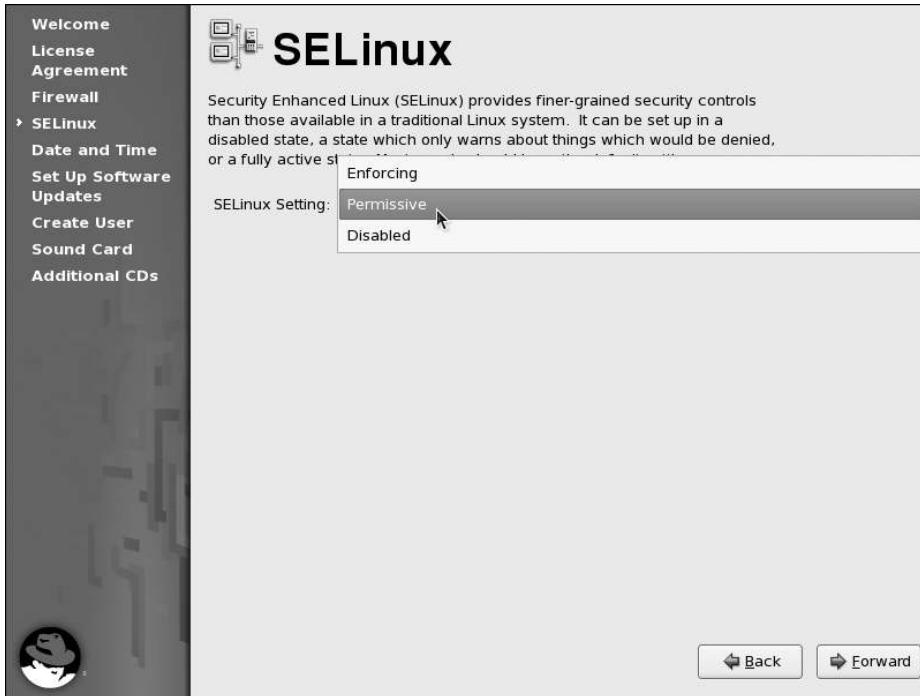 Welcome
License
Agreement
Firewall
SELinux
Date and Time
Set Up Software
Updates
Create User
Sound Card
Additional CDs
SELinux
Security Enhanced Linux (SELinux) provides finer-grained security controls
than those available in a traditional Linux system. It can be set up in a
disabled state, a state which only warns about things which would be denied,
or a fully active
SELinux Setting:
Enforcing
Permissive
Disabled
Back
Forward